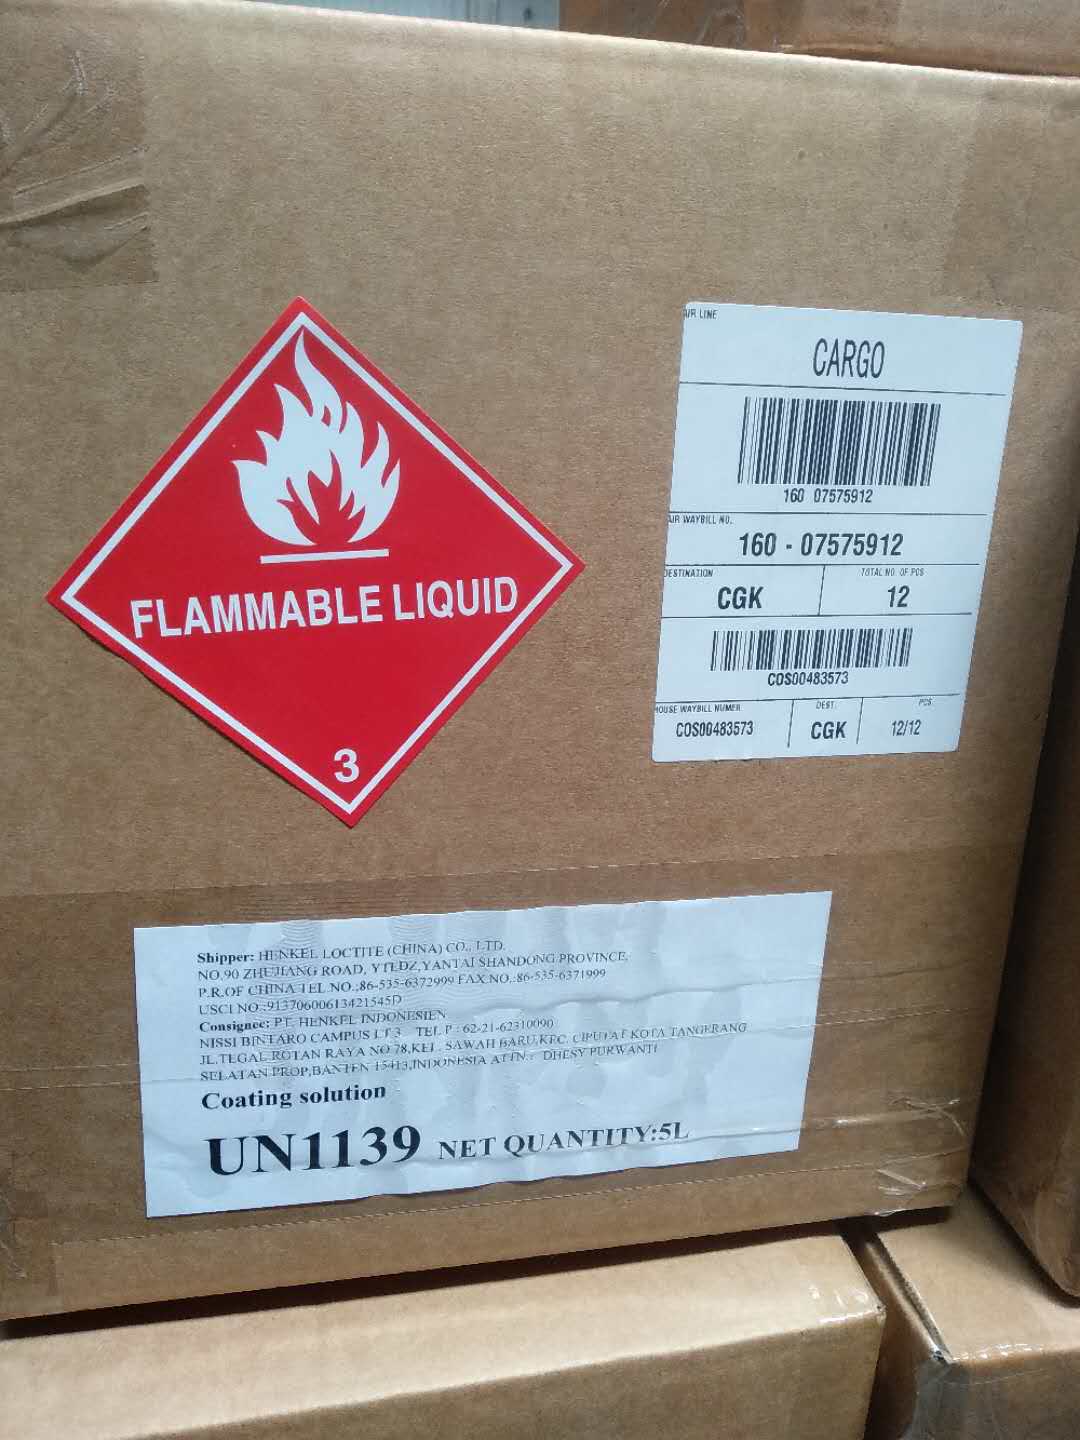 FLAMMABLE LIQUID
3
AIR LINE
CARGO
160 07575912
AIR WAYBILL NO.
160 - 07575912
DESTINATION
TOTAL NO. OF PCS
CGK
12
COS00483573
HOUSE WAYBILL NUMER
DEST.
PCS
COS00483573
CGK
12/12
Shipper: HENKEL LOCTITE (CHINA) CO., LTD.
NO.90 ZHUJIANG ROAD, YTEDZ,YANTAI SHANDONG PROVINCE,
P.R.OF CHINA TEL NO.:86-535-6372999 FAX NO.:86-535-6371999
USCI NO.:91370600613421545D
Consignee: PT. HENKEL INDONESIEN
NISSI BINTARO CAMPUS LT 3 TEL P : 62-21-62310090
JL.TEGAL ROTAN RAYA NO 78,KEL. SAWAH BARU,KEC. CIPUTAT KOTA TANGERANG
SELATAN PROP,BANTEN 15413,INDONESIA ATTN.: DHESY PURWANTI
Coating solution
UN1139 NET QUANTITY:5L